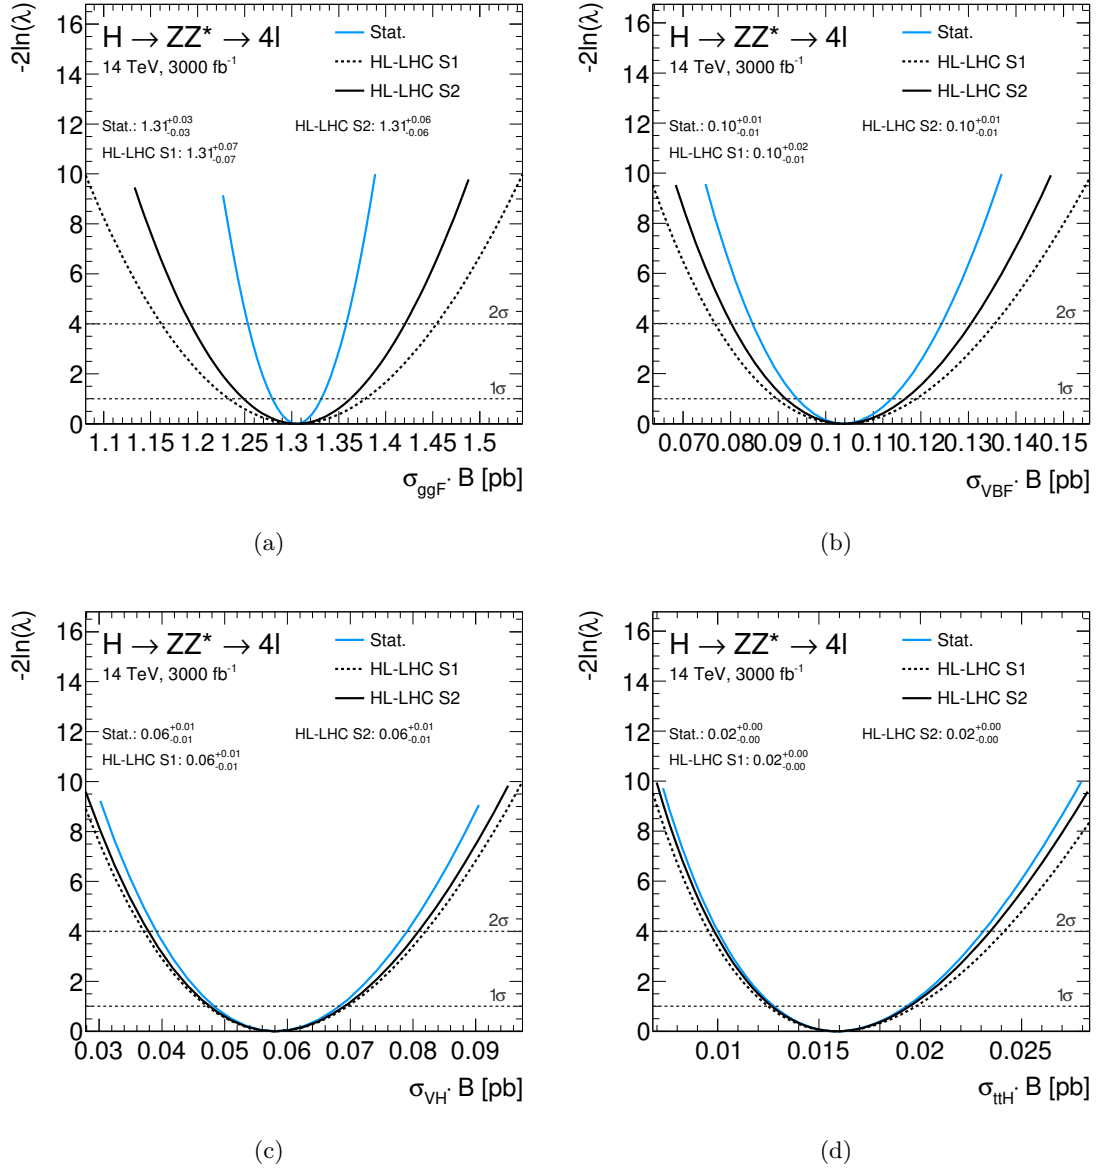 -2ln(λ)
H → ZZ* → 4l
14 TeV, 3000 fb⁻¹
Stat.
HL-LHC S1
HL-LHC S2
Stat.: 1.31 +0.03 -0.03
HL-LHC S2: 1.31 +0.06 -0.06
HL-LHC S1: 1.31 +0.07 -0.07
16
14
12
10
8
6
4
2
0
2σ
1σ
1.1 1.15 1.2 1.25 1.3 1.35 1.4 1.45 1.5
σggF · B [pb]
(a)
-2ln(λ)
H → ZZ* → 4l
14 TeV, 3000 fb⁻¹
Stat.
HL-LHC S1
HL-LHC S2
Stat.: 0.10 +0.01 -0.01
HL-LHC S2: 0.10 +0.01 -0.01
HL-LHC S1: 0.10 +0.02 -0.01
16
14
12
10
8
6
4
2
0
2σ
1σ
0.07 0.08 0.09 0.1 0.11 0.12 0.13 0.14 0.15
σVBF · B [pb]
(b)
-2ln(λ)
H → ZZ* → 4l
14 TeV, 3000 fb⁻¹
Stat.
HL-LHC S1
HL-LHC S2
Stat.: 0.06 +0.01 -0.01
HL-LHC S2: 0.06 +0.01 -0.01
HL-LHC S1: 0.06 +0.01 -0.01
16
14
12
10
8
6
4
2
0
2σ
1σ
0.03 0.04 0.05 0.06 0.07 0.08 0.09
σVH · B [pb]
(c)
-2ln(λ)
H → ZZ* → 4l
14 TeV, 3000 fb⁻¹
Stat.
HL-LHC S1
HL-LHC S2
Stat.: 0.02 +0.00 -0.00
HL-LHC S2: 0.02 +0.00 -0.00
HL-LHC S1: 0.02 +0.00 -0.00
16
14
12
10
8
6
4
2
0
2σ
1σ
0.01 0.015 0.02 0.025
σttH · B [pb]
(d)